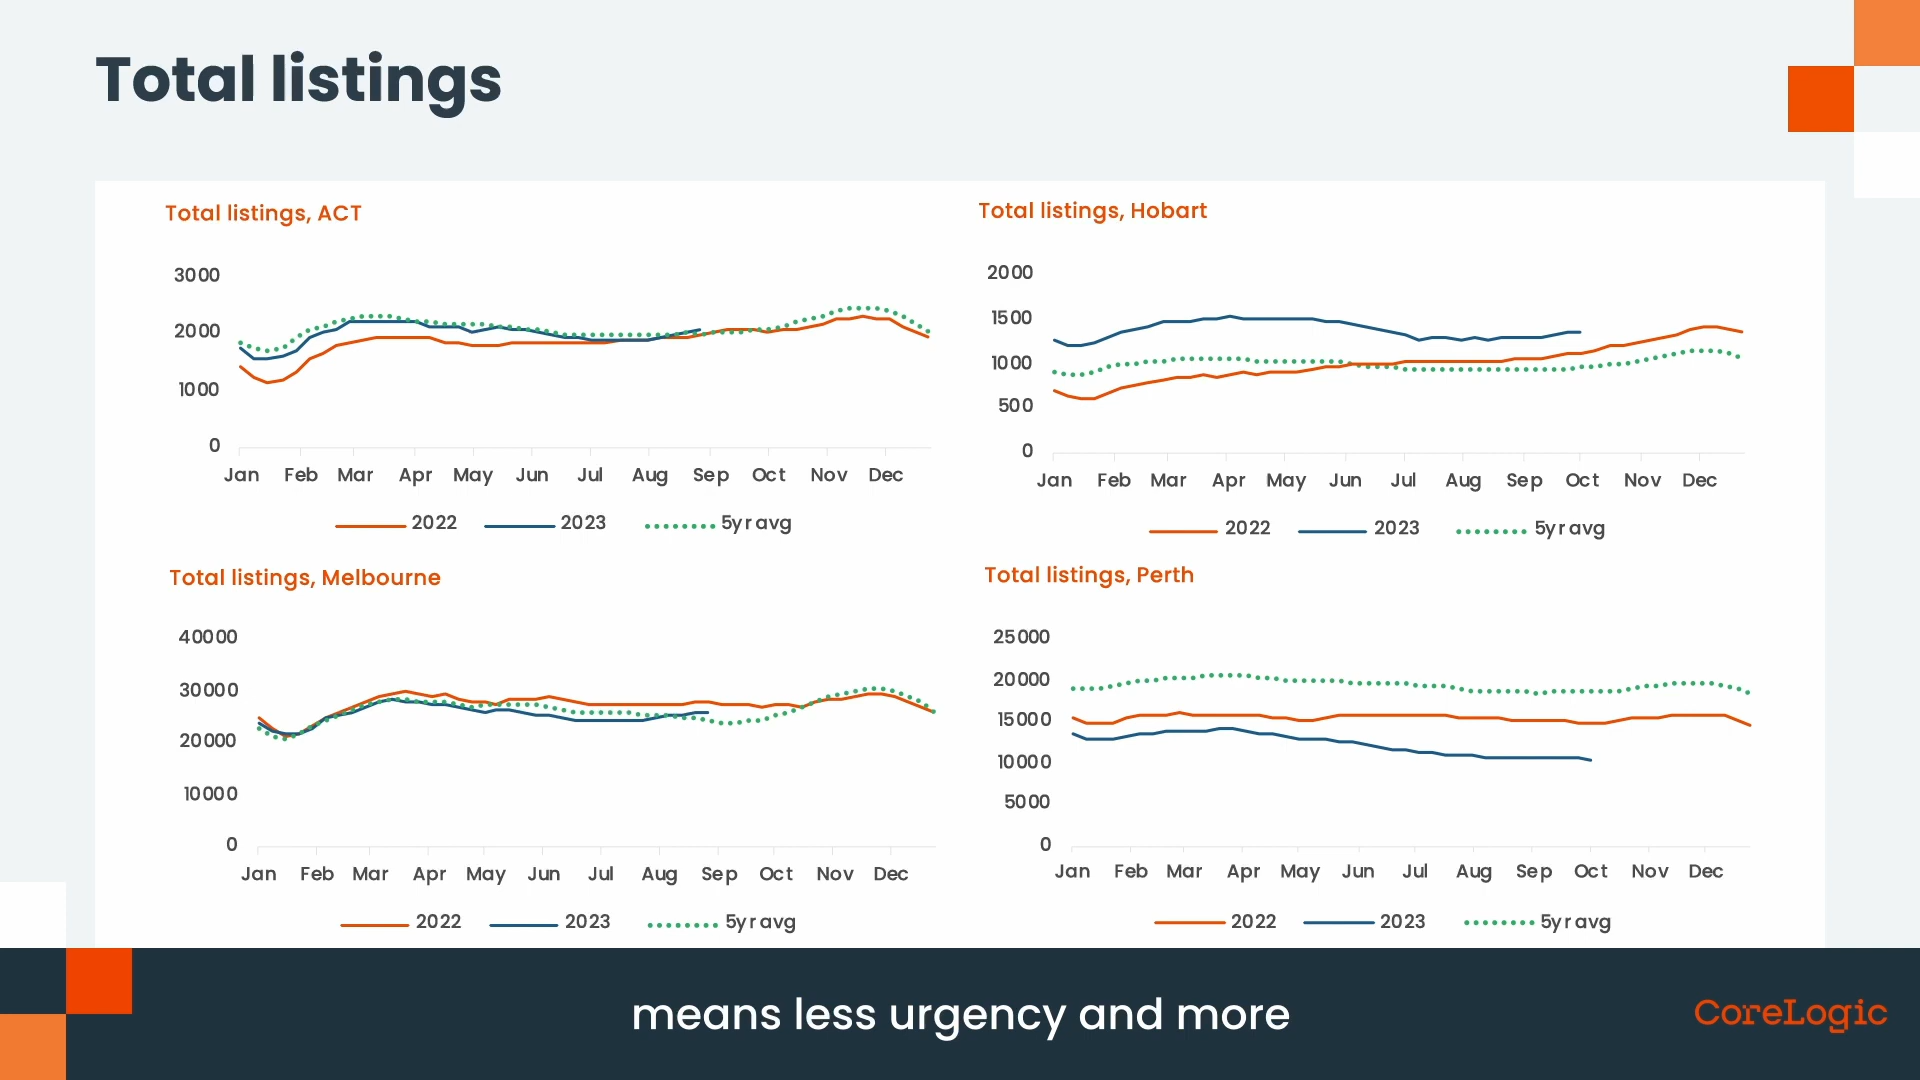 Total listings
Total listings, ACT
3000
2000
1000
0
Jan Feb Mar Apr May Jun Jul Aug Sep Oct Nov Dec
2022 2023 5yr avg
Total listings, Hobart
2000
1500
1000
500
0
Jan Feb Mar Apr May Jun Jul Aug Sep Oct Nov Dec
2022 2023 5yr avg
Total listings, Melbourne
40000
30000
20000
10000
0
Jan Feb Mar Apr May Jun Jul Aug Sep Oct Nov Dec
2022 2023 5yr avg
Total listings, Perth
25000
20000
15000
10000
5000
0
Jan Feb Mar Apr May Jun Jul Aug Sep Oct Nov Dec
2022 2023 5yr avg
means less urgency and more
CoreLogic